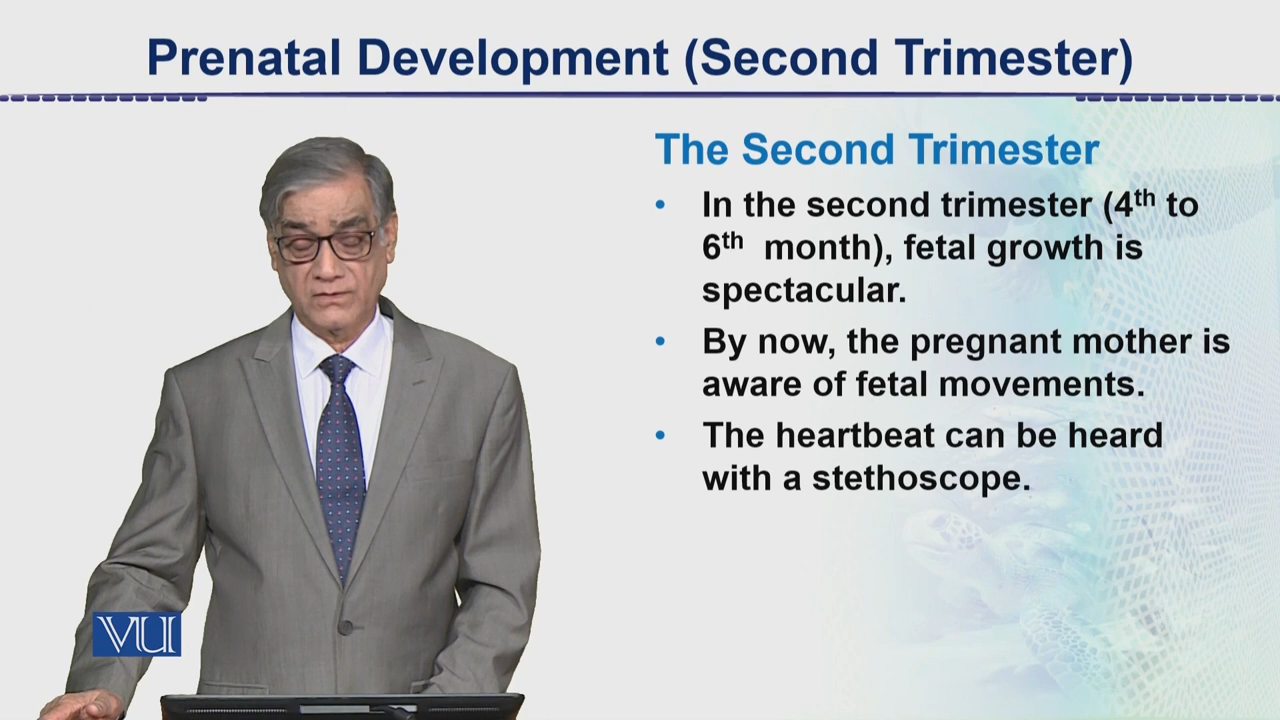 Prenatal Development (Second Trimester)
The Second Trimester
• In the second trimester (4th to
6th month), fetal growth is
spectacular.
• By now, the pregnant mother is
aware of fetal movements.
• The heartbeat can be heard
with a stethoscope.
VU